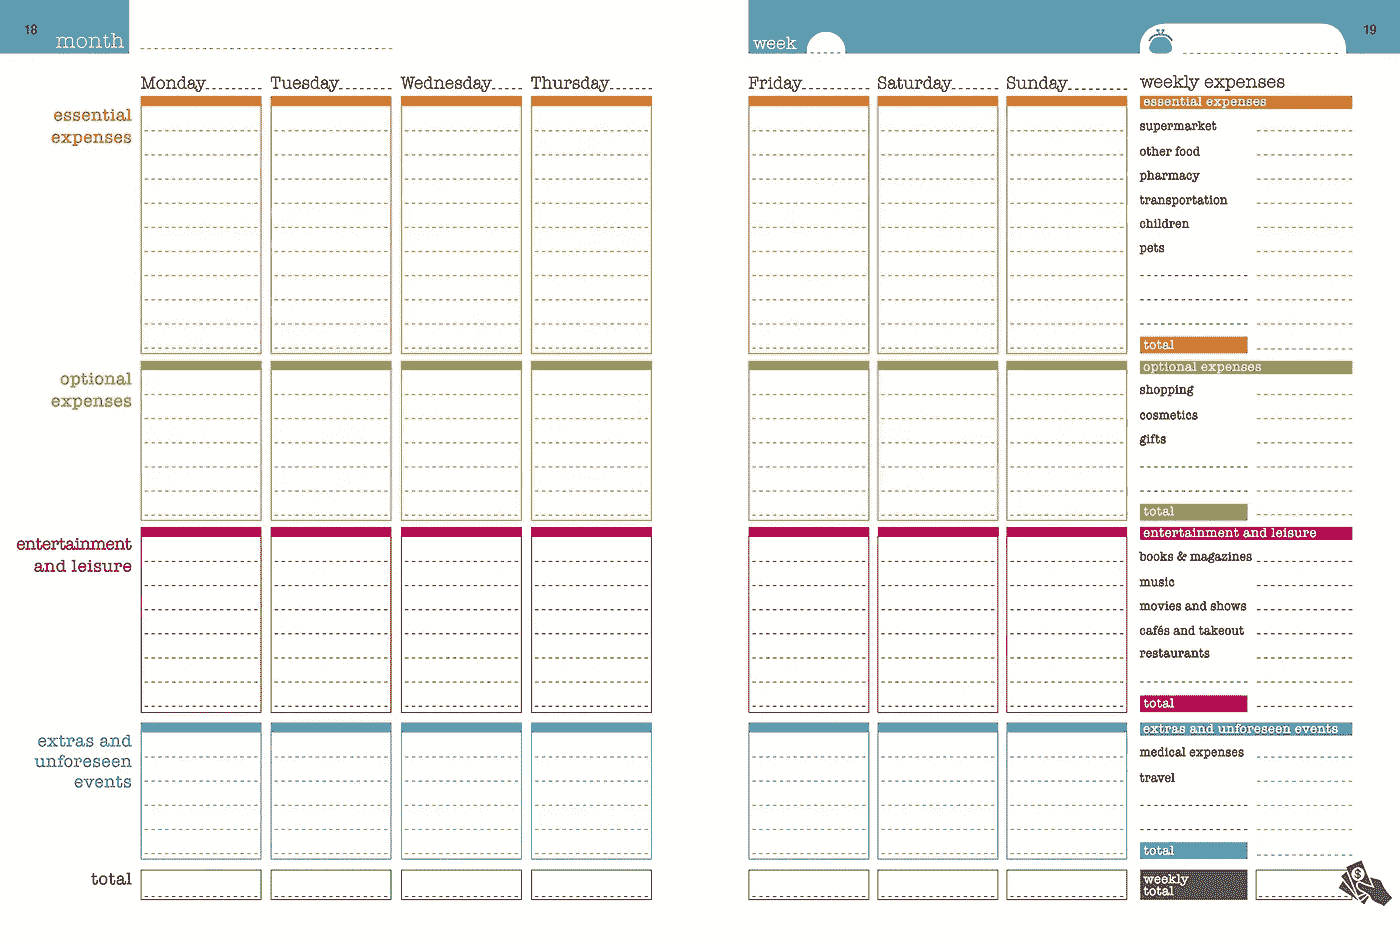 18
month
Monday
Tuesday
Wednesday
Thursday
essential
expenses
optional
expenses
entertainment
and leisure
extras and
unforeseen
events
total
19
week
Friday
Saturday
Sunday
weekly expenses
essential expenses
supermarket
other food
pharmacy
transportation
children
pets
total
optional expenses
shopping
cosmetics
gifts
total
entertainment and leisure
books & magazines
music
movies and shows
cafés and takeout
restaurants
total
extras and unforeseen events
medical expenses
travel
total
weekly
total
$